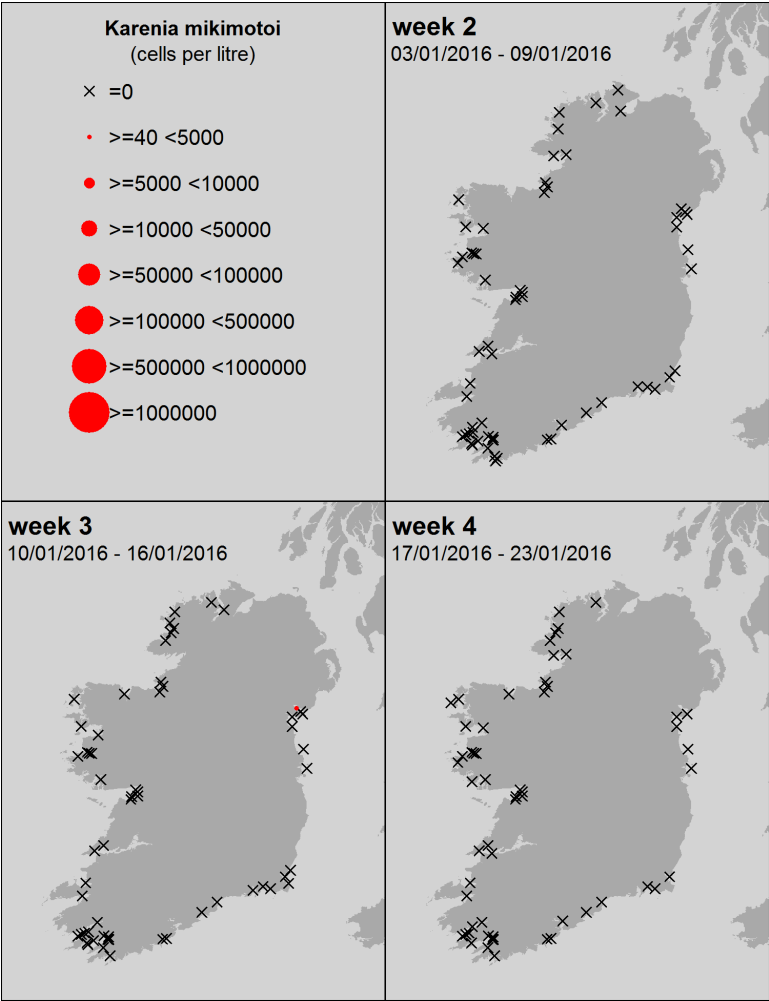 Karenia mikimotoi
(cells per litre)
=0
>=40 <5000
>=5000 <10000
>=10000 <50000
>=50000 <100000
>=100000 <500000
>=500000 <1000000
>=1000000
week 2
03/01/2016 - 09/01/2016
week 3
10/01/2016 - 16/01/2016
week 4
17/01/2016 - 23/01/2016